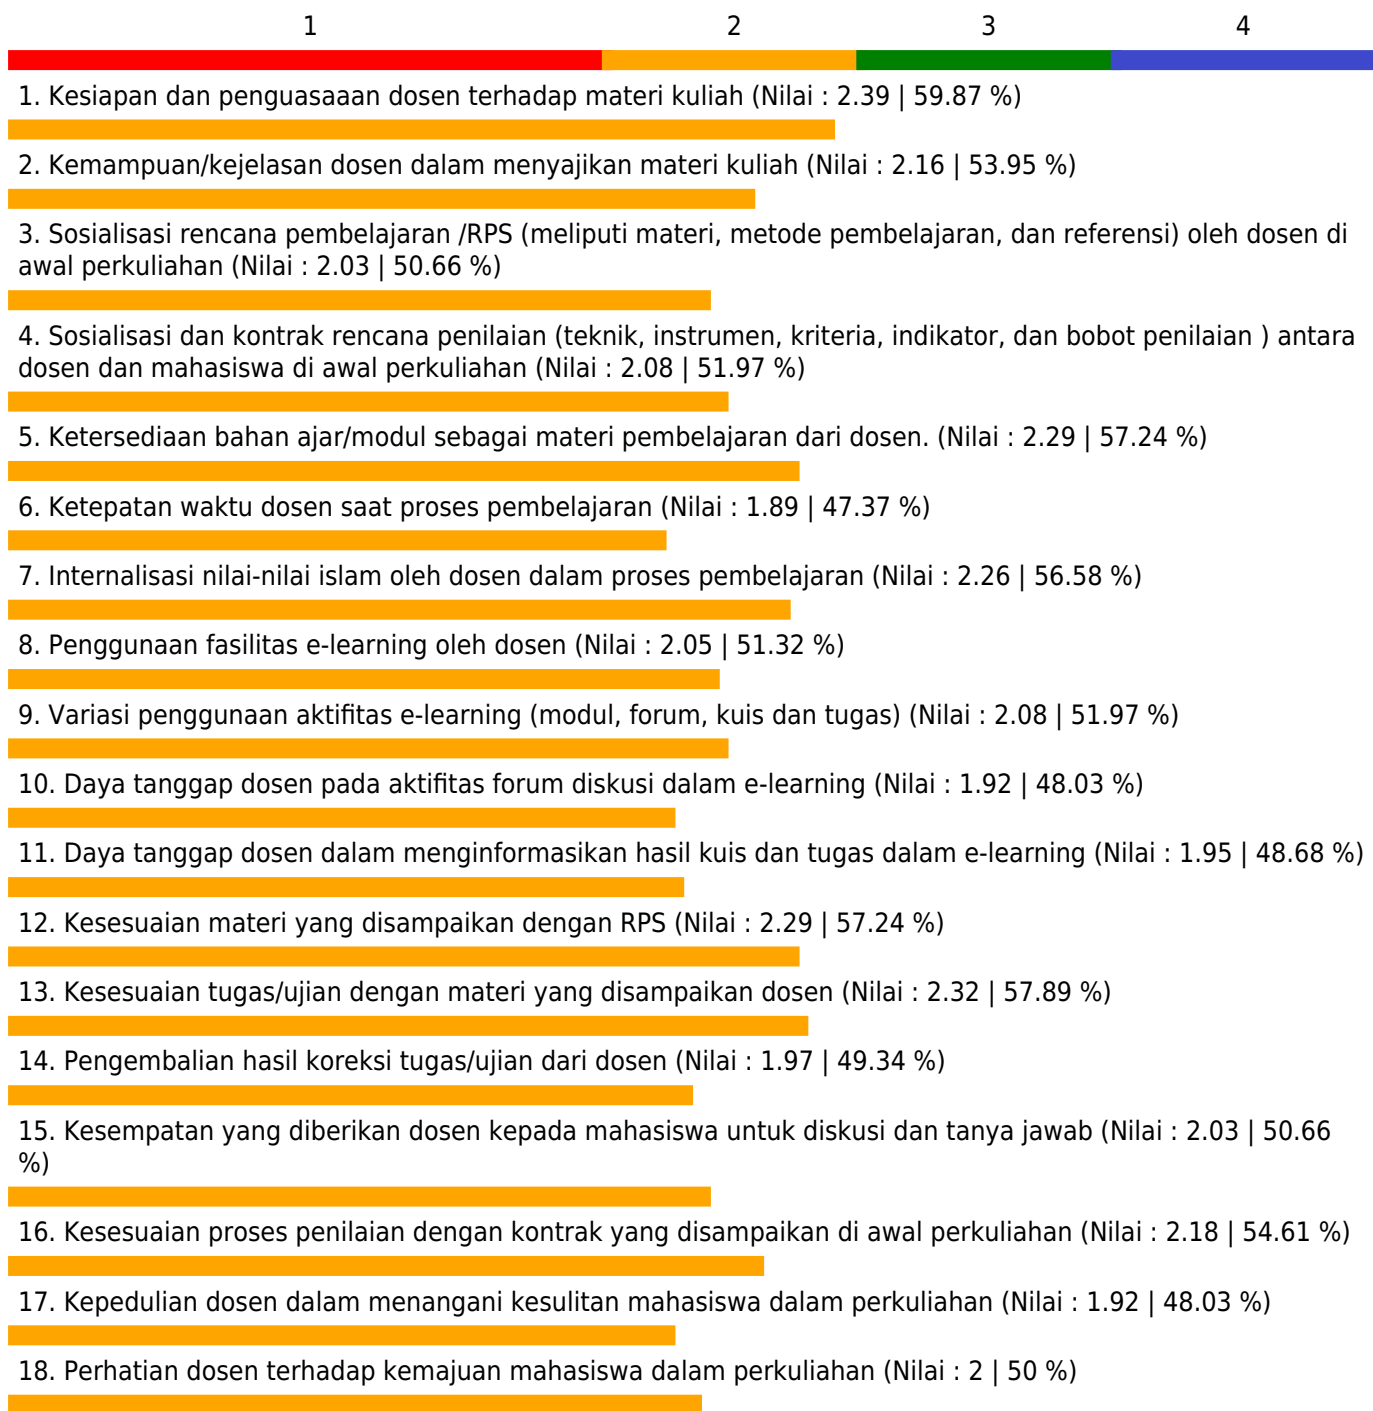 1 2 3 4
1. Kesiapan dan penguasaaan dosen terhadap materi kuliah (Nilai : 2.39 | 59.87 %)
2. Kemampuan/kejelasan dosen dalam menyajikan materi kuliah (Nilai : 2.16 | 53.95 %)
3. Sosialisasi rencana pembelajaran /RPS (meliputi materi, metode pembelajaran, dan referensi) oleh dosen di
awal perkuliahan (Nilai : 2.03 | 50.66 %)
4. Sosialisasi dan kontrak rencana penilaian (teknik, instrumen, kriteria, indikator, dan bobot penilaian ) antara
dosen dan mahasiswa di awal perkuliahan (Nilai : 2.08 | 51.97 %)
5. Ketersediaan bahan ajar/modul sebagai materi pembelajaran dari dosen. (Nilai : 2.29 | 57.24 %)
6. Ketepatan waktu dosen saat proses pembelajaran (Nilai : 1.89 | 47.37 %)
7. Internalisasi nilai-nilai islam oleh dosen dalam proses pembelajaran (Nilai : 2.26 | 56.58 %)
8. Penggunaan fasilitas e-learning oleh dosen (Nilai : 2.05 | 51.32 %)
9. Variasi penggunaan aktifitas e-learning (modul, forum, kuis dan tugas) (Nilai : 2.08 | 51.97 %)
10. Daya tanggap dosen pada aktifitas forum diskusi dalam e-learning (Nilai : 1.92 | 48.03 %)
11. Daya tanggap dosen dalam menginformasikan hasil kuis dan tugas dalam e-learning (Nilai : 1.95 | 48.68 %)
12. Kesesuaian materi yang disampaikan dengan RPS (Nilai : 2.29 | 57.24 %)
13. Kesesuaian tugas/ujian dengan materi yang disampaikan dosen (Nilai : 2.32 | 57.89 %)
14. Pengembalian hasil koreksi tugas/ujian dari dosen (Nilai : 1.97 | 49.34 %)
15. Kesempatan yang diberikan dosen kepada mahasiswa untuk diskusi dan tanya jawab (Nilai : 2.03 | 50.66
%)
16. Kesesuaian proses penilaian dengan kontrak yang disampaikan di awal perkuliahan (Nilai : 2.18 | 54.61 %)
17. Kepedulian dosen dalam menangani kesulitan mahasiswa dalam perkuliahan (Nilai : 1.92 | 48.03 %)
18. Perhatian dosen terhadap kemajuan mahasiswa dalam perkuliahan (Nilai : 2 | 50 %)